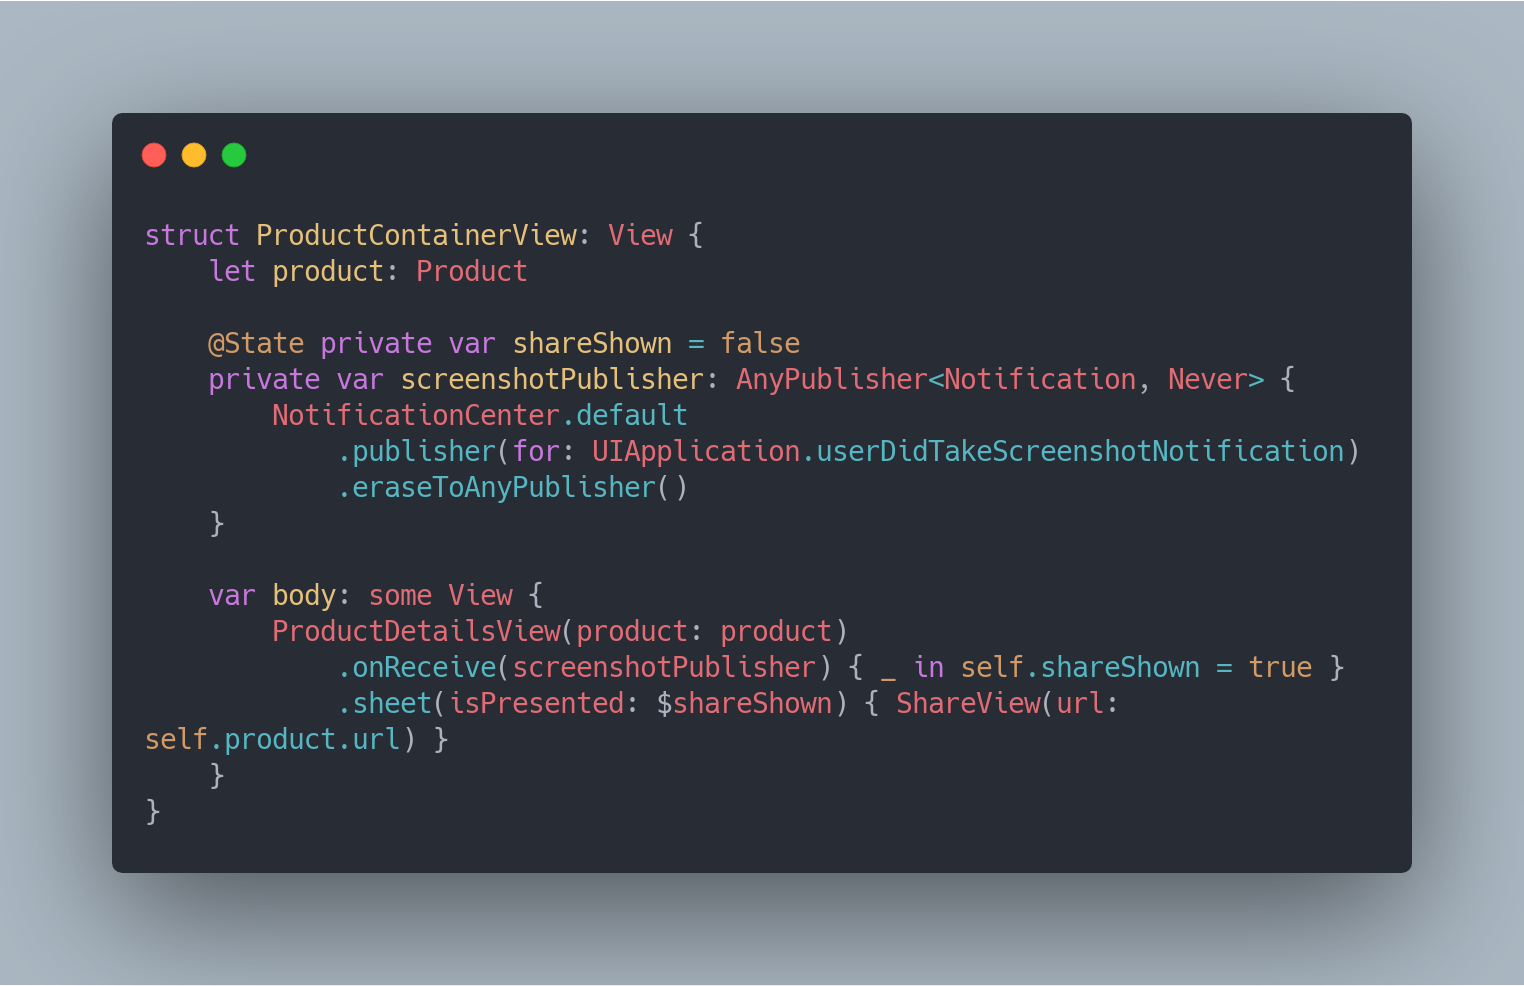 struct ProductContainerView: View {
    let product: Product

    @State private var shareShown = false
    private var screenshotPublisher: AnyPublisher<Notification, Never> {
        NotificationCenter.default
            .publisher(for: UIApplication.userDidTakeScreenshotNotification)
            .eraseToAnyPublisher()
    }

    var body: some View {
        ProductDetailsView(product: product)
            .onReceive(screenshotPublisher) { _ in self.shareShown = true }
            .sheet(isPresented: $shareShown) { ShareView(url:
self.product.url) }
    }
}